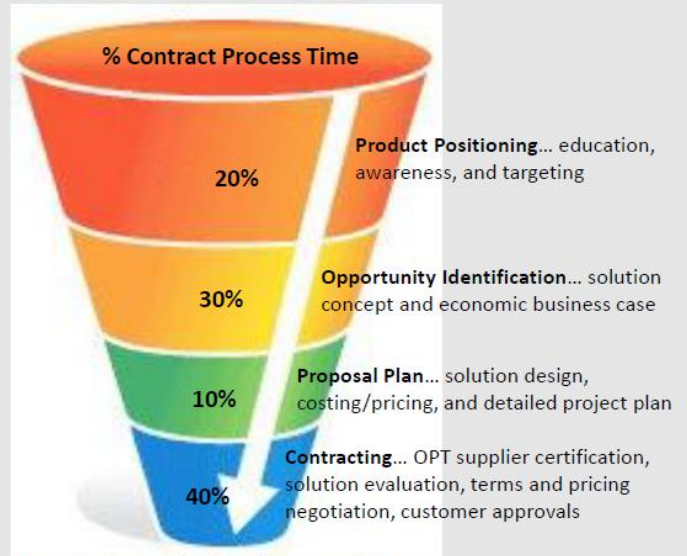 % Contract Process Time
20%
Product Positioning... education,
awareness, and targeting
30%
Opportunity Identification... solution
concept and economic business case
10%
Proposal Plan... solution design,
costing/pricing, and detailed project plan
40%
Contracting... OPT supplier certification,
solution evaluation, terms and pricing
negotiation, customer approvals